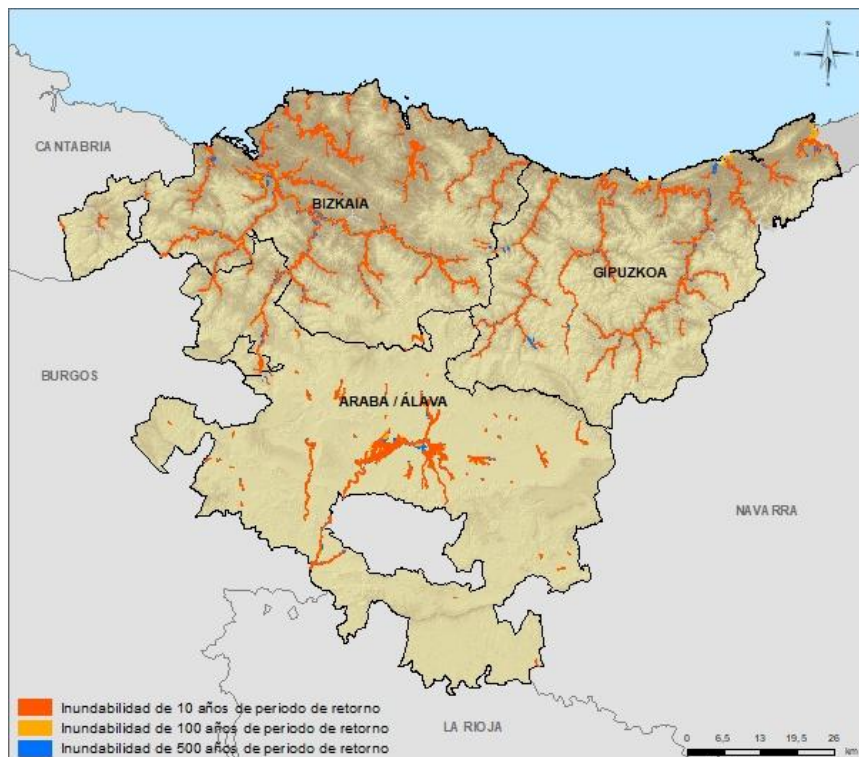 N
W
E
S
CANTABRIA
BIZKAIA
GIPUZKOA
BURGOS
ARABA / ÁLAVA
NAVARRA
Inundabilidad de 10 años de periodo de retorno
Inundabilidad de 100 años de periodo de retorno
Inundabilidad de 500 años de periodo de retorno
LA RIOJA
0 6,5 13 19,5 26
km